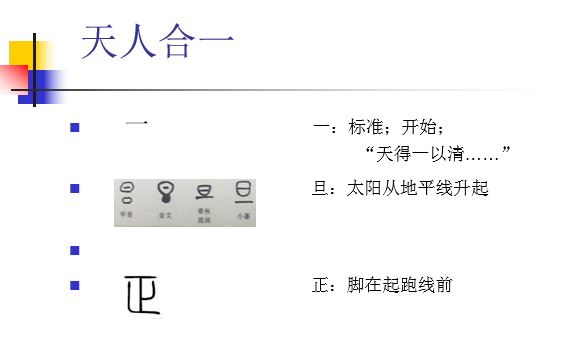 天人合一
一
一：标准；开始；
“天得一以清……”
甲骨 金文 春秋战国 小篆
旦：太阳从地平线升起
正
正：脚在起跑线前